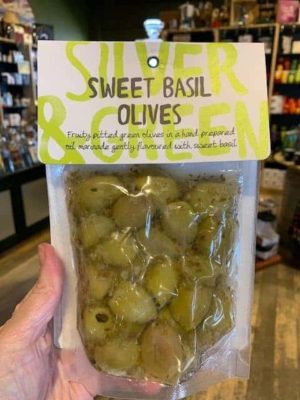 SILVER
& GREEN
SWEET BASIL
OLIVES
Fruity pitted green olives in a hand prepared
oil marinade gently flavoured with sweet basil